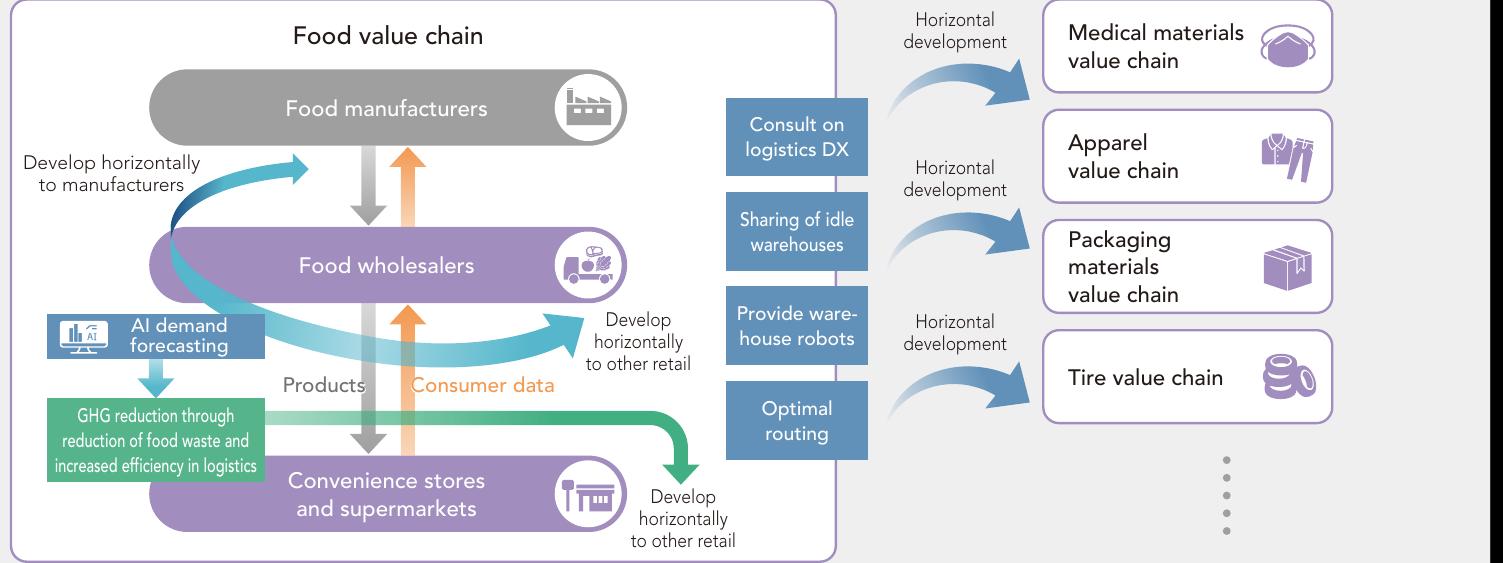 Food value chain
Food manufacturers
Develop horizontally
to manufacturers
Food wholesalers
AI demand
forecasting
AI
Develop
horizontally
to other retail
Products
Consumer data
GHG reduction through
reduction of food waste and
increased efficiency in logistics
Convenience stores
and supermarkets
Develop
horizontally
to other retail
Consult on
logistics DX
Sharing of idle
warehouses
Provide ware-
house robots
Optimal
routing
Horizontal
development
Horizontal
development
Horizontal
development
Medical materials
value chain
Apparel
value chain
Packaging
materials
value chain
Tire value chain